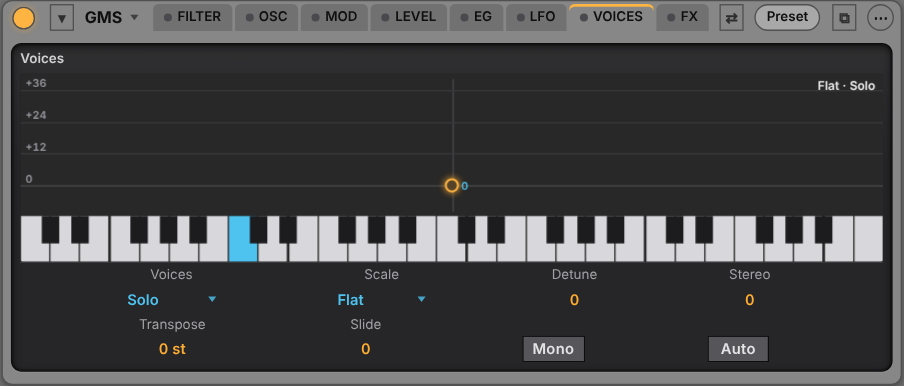 GMS FILTER OSC MOD LEVEL EG LFO VOICES FX Preset
Voices
+36
Flat · Solo
+24
+12
0
0
Voices Scale Detune Stereo
Solo Flat 0 0
Transpose Slide
0 st 0 Mono Auto